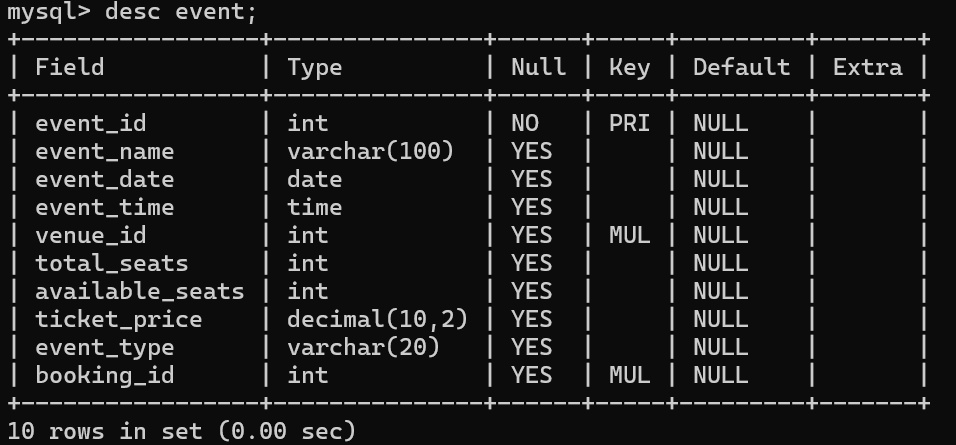 mysql> desc event;
+-----------------+---------------+------+-----+---------+-------+
| Field           | Type          | Null | Key | Default | Extra |
+-----------------+---------------+------+-----+---------+-------+
| event_id        | int           | NO   | PRI | NULL    |       |
| event_name      | varchar(100)  | YES  |     | NULL    |       |
| event_date      | date          | YES  |     | NULL    |       |
| event_time      | time          | YES  |     | NULL    |       |
| venue_id        | int           | YES  | MUL | NULL    |       |
| total_seats     | int           | YES  |     | NULL    |       |
| available_seats | int           | YES  |     | NULL    |       |
| ticket_price    | decimal(10,2) | YES  |     | NULL    |       |
| event_type      | varchar(20)   | YES  |     | NULL    |       |
| booking_id      | int           | YES  | MUL | NULL    |       |
+-----------------+---------------+------+-----+---------+-------+
10 rows in set (0.00 sec)